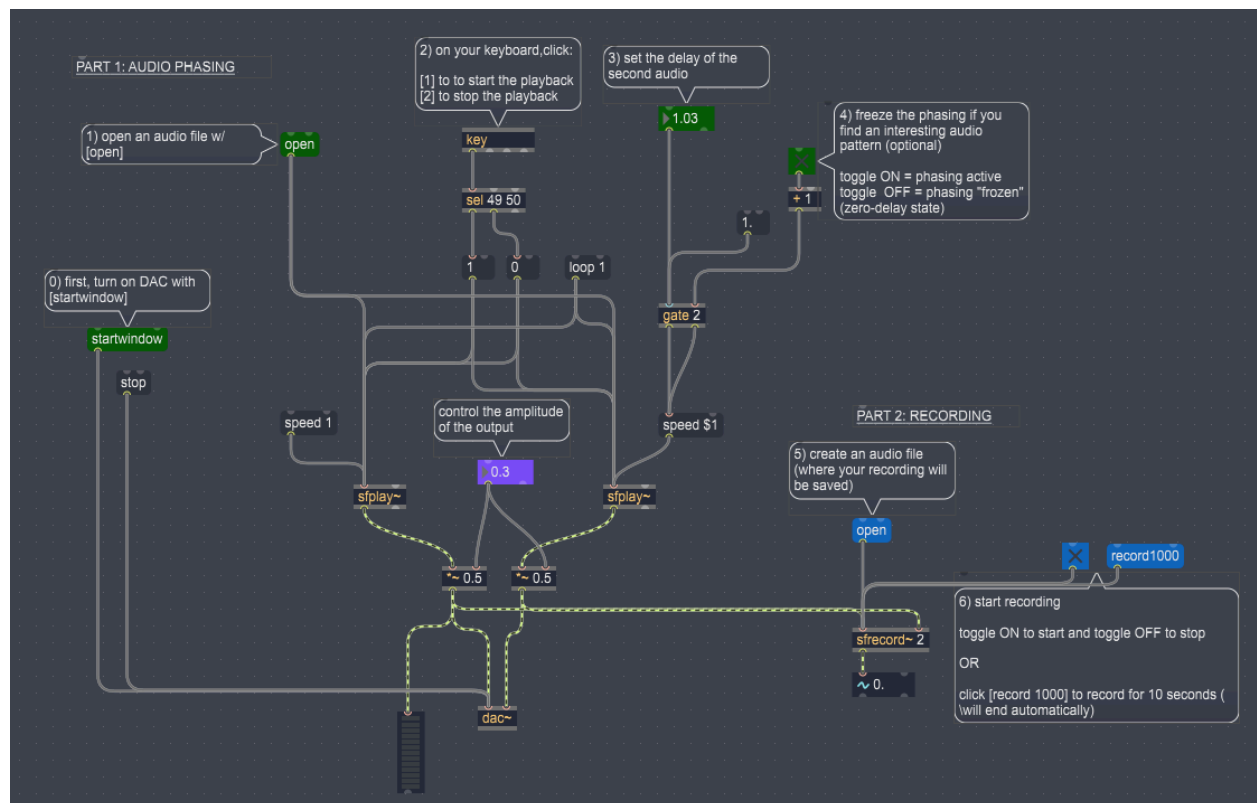 PART 1: AUDIO PHASING
1) open an audio file w/
[open]
open
2) on your keyboard,click:
[1] to to start the playback
[2] to stop the playback
key
sel 49 50
1
0
loop 1
3) set the delay of the
second audio
1.03
4) freeze the phasing if you
find an interesting audio
pattern (optional)
toggle ON = phasing active
toggle OFF = phasing "frozen"
(zero-delay state)
+ 1
1.
gate 2
0) first, turn on DAC with
[startwindow]
startwindow
stop
speed 1
control the amplitude
of the output
0.3
speed $1
sfplay~
sfplay~
*~ 0.5
*~ 0.5
dac~
PART 2: RECORDING
5) create an audio file
(where your recording will
be saved)
open
record1000
6) start recording
toggle ON to start and toggle OFF to stop
OR
click [record 1000] to record for 10 seconds (
\will end automatically)
sfrecord~ 2
0.